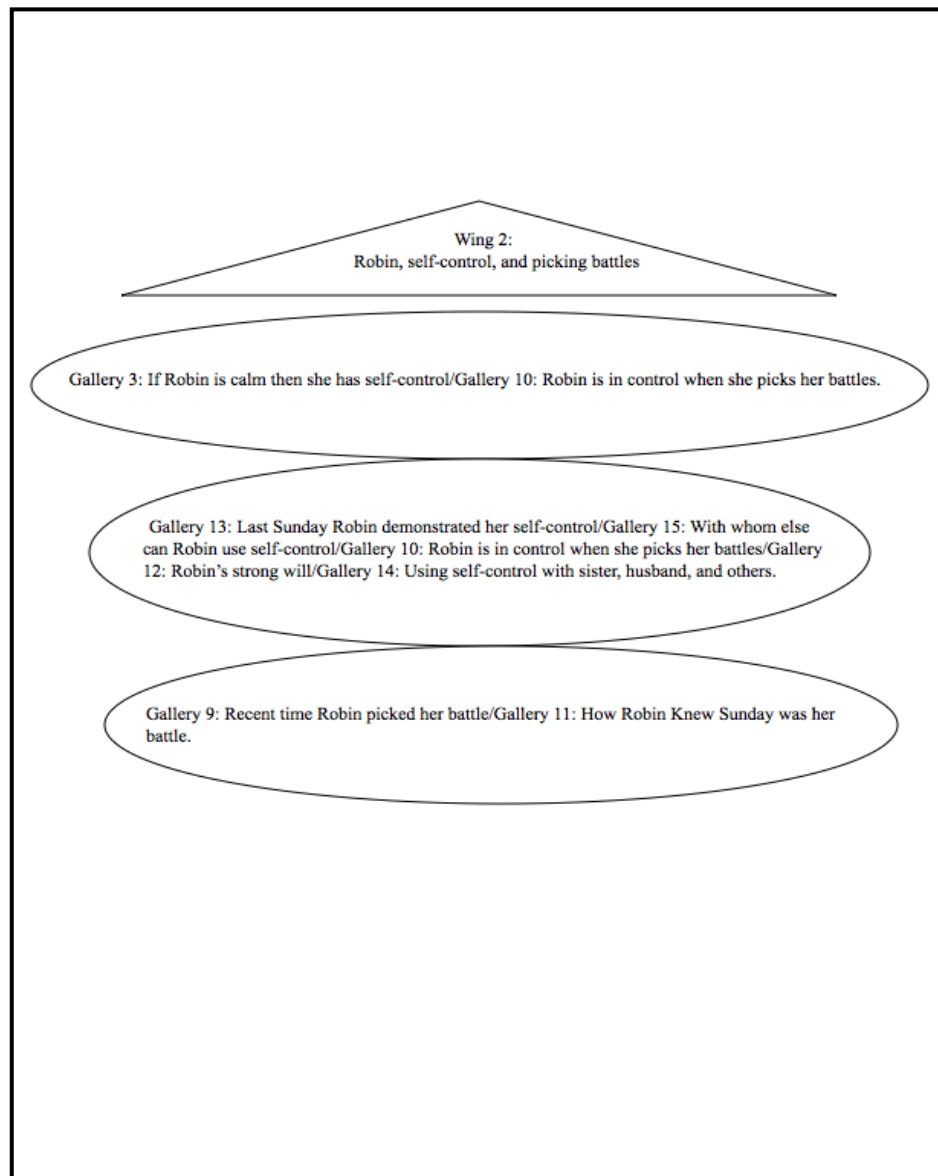 Wing 2:
Robin, self-control, and picking battles
Gallery 3: If Robin is calm then she has self-control/Gallery 10: Robin is in control when she picks her battles.
Gallery 13: Last Sunday Robin demonstrated her self-control/Gallery 15: With whom else
can Robin use self-control/Gallery 10: Robin is in control when she picks her battles/Gallery
12: Robin’s strong will/Gallery 14: Using self-control with sister, husband, and others.
Gallery 9: Recent time Robin picked her battle/Gallery 11: How Robin Knew Sunday was her
battle.